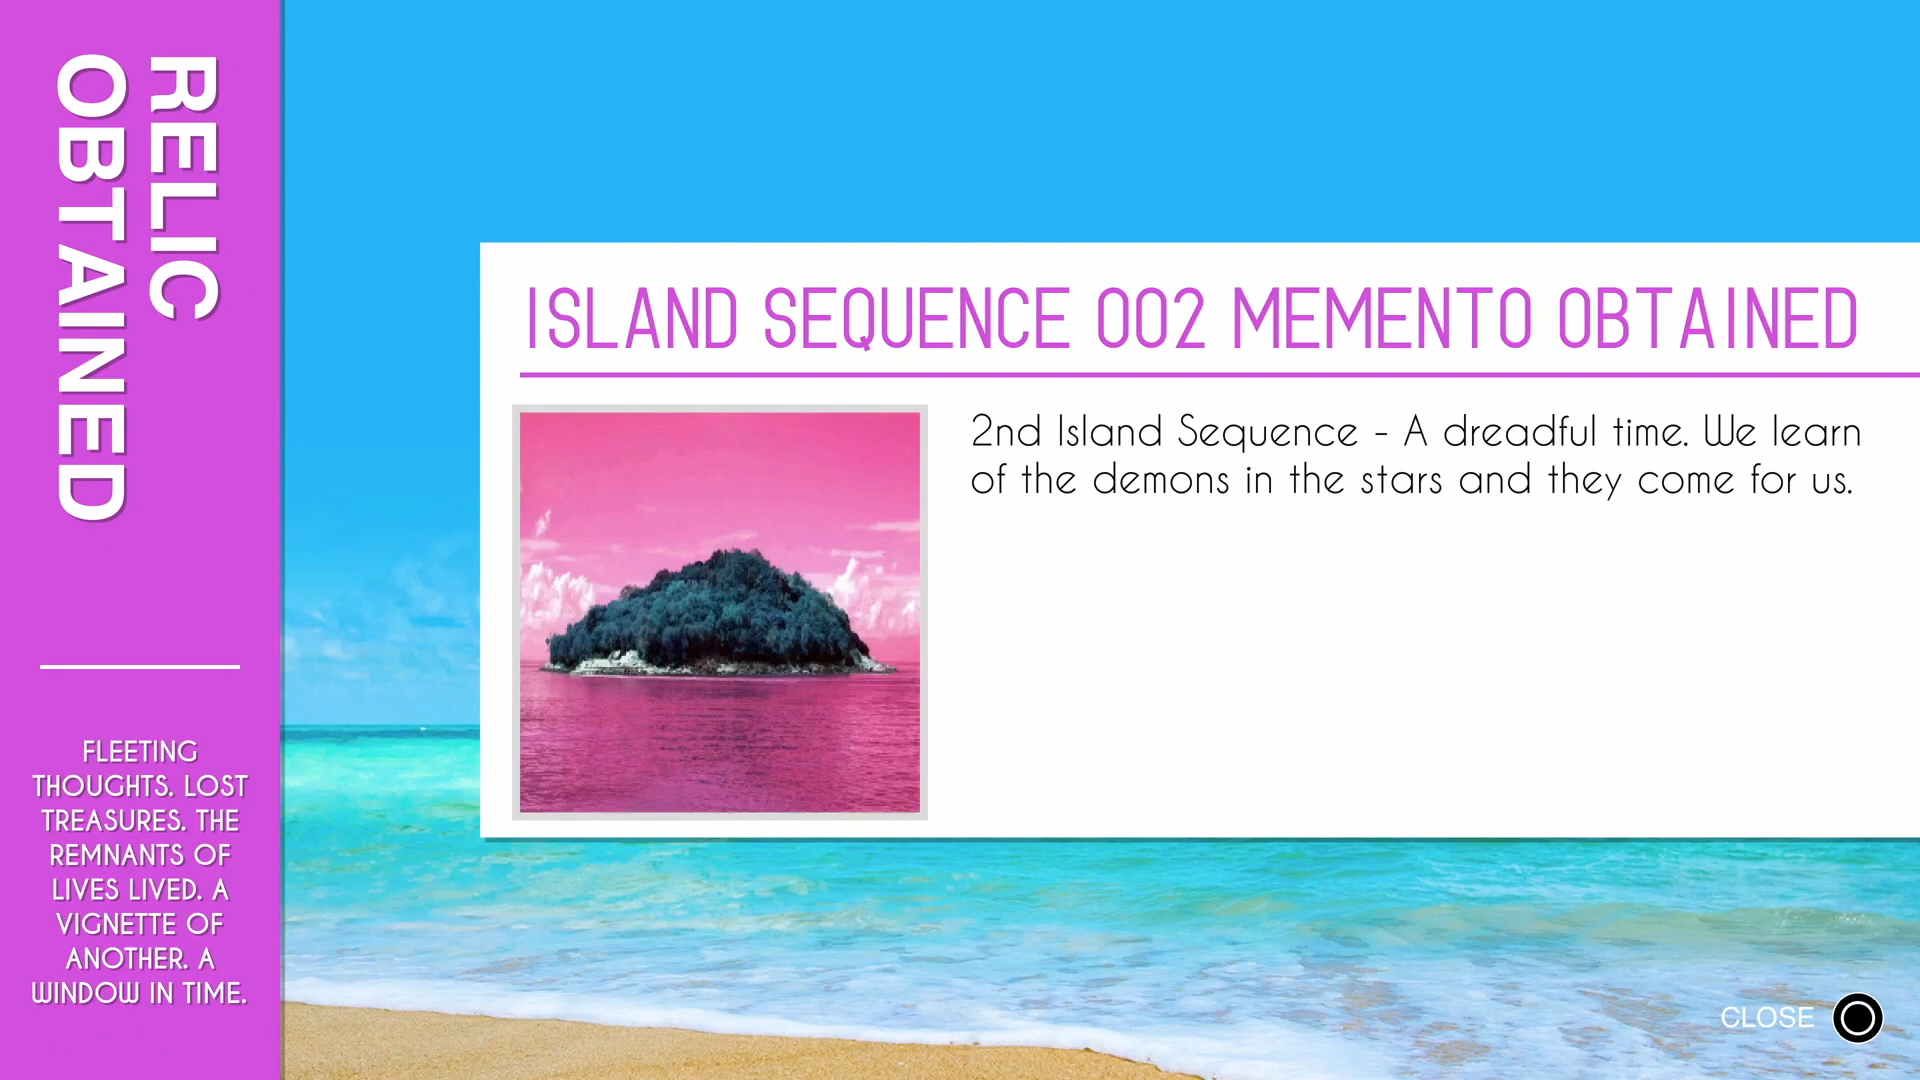 RELIC
OBTAINED
FLEETING
THOUGHTS. LOST
TREASURES. THE
REMNANTS OF
LIVES LIVED. A
VIGNETTE OF
ANOTHER. A
WINDOW IN TIME.
ISLAND SEQUENCE 002 MEMENTO OBTAINED
2nd Island Sequence - A dreadful time. We learn
of the demons in the stars and they come for us.
CLOSE